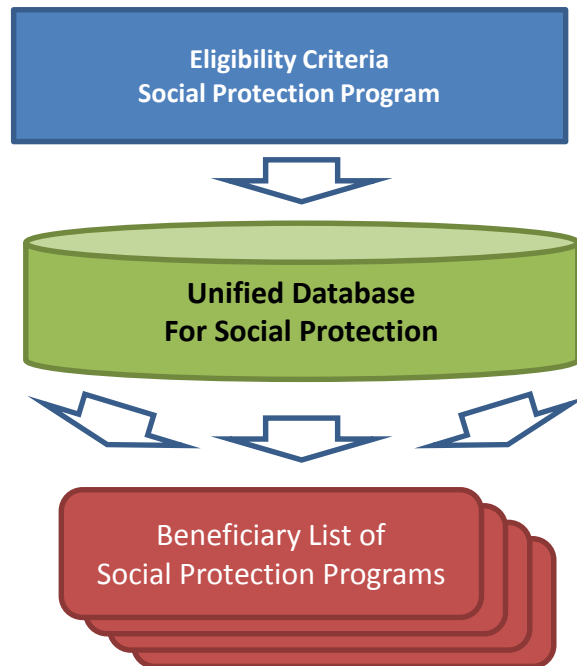 Eligibility Criteria
Social Protection Program
Unified Database
For Social Protection
Beneficiary List of
Social Protection Programs